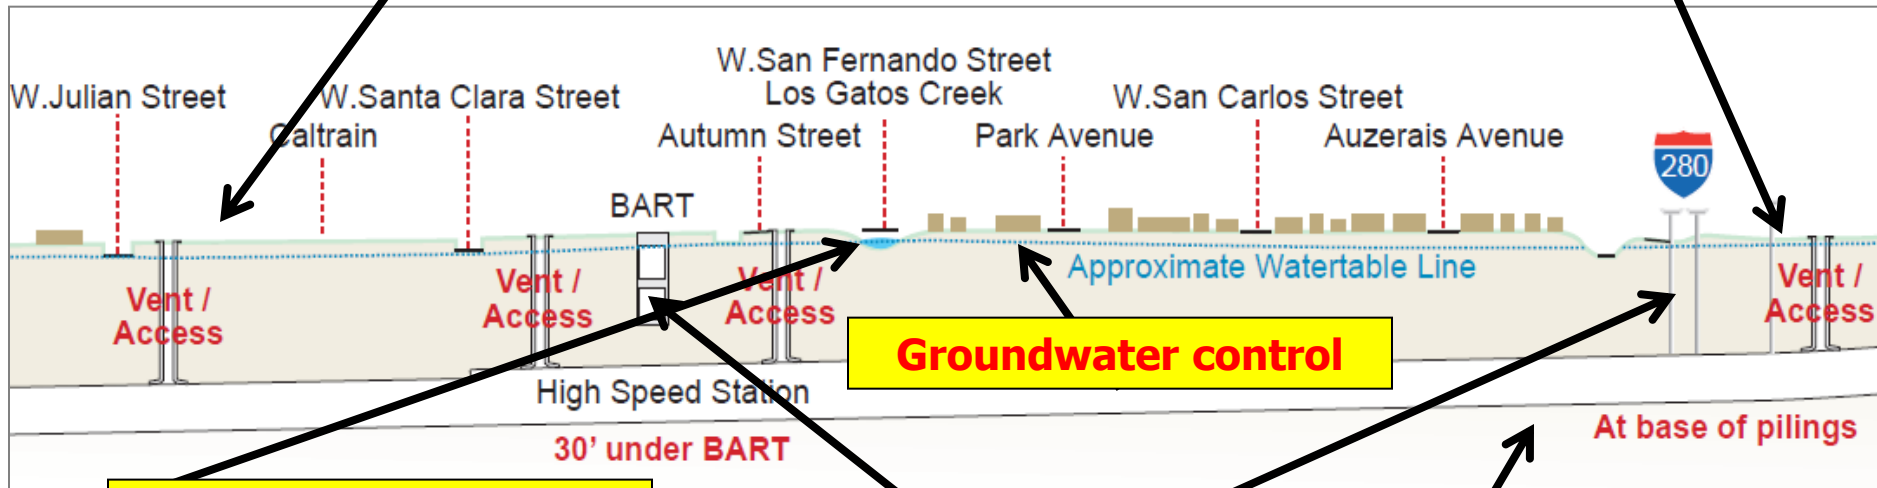 W.San Fernando Street
W.Julian Street
W.Santa Clara Street
Los Gatos Creek
W.San Carlos Street
Caltrain
Autumn Street
Park Avenue
Auzerais Avenue
280
BART
Approximate Watertable Line
Vent /
Access
Vent /
Access
Vent /
Access
Vent /
Access
Groundwater control
High Speed Station
30' under BART
At base of pilings